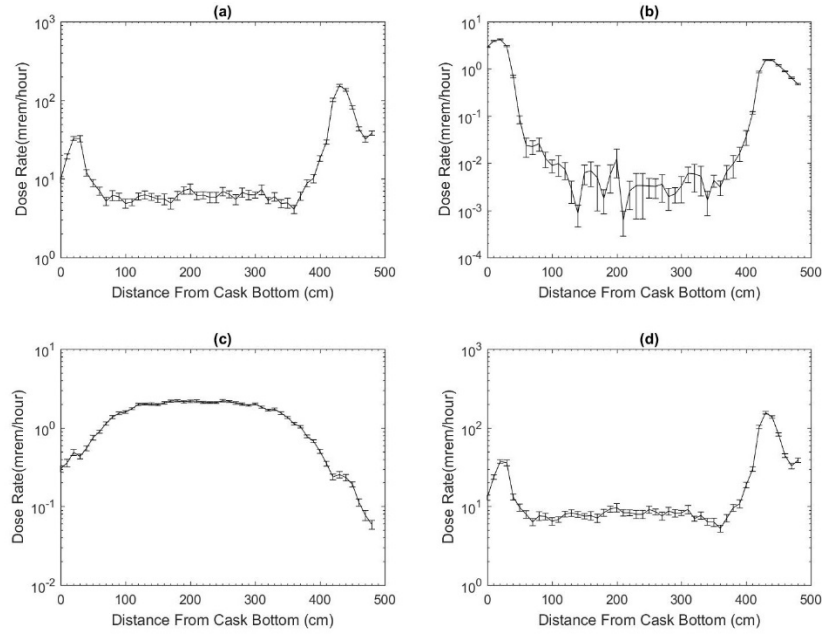 (a)
10^3
10^2
10^1
10^0
Dose Rate(mrem/hour)
0 100 200 300 400 500
Distance From Cask Bottom (cm)
(b)
10^1
10^0
10^-1
10^-2
10^-3
10^-4
Dose Rate(mrem/hour)
0 100 200 300 400 500
Distance From Cask Bottom (cm)
(c)
10^1
10^0
10^-1
10^-2
Dose Rate(mrem/hour)
0 100 200 300 400 500
Distance From Cask Bottom (cm)
(d)
10^3
10^2
10^1
10^0
Dose Rate(mrem/hour)
0 100 200 300 400 500
Distance From Cask Bottom (cm)